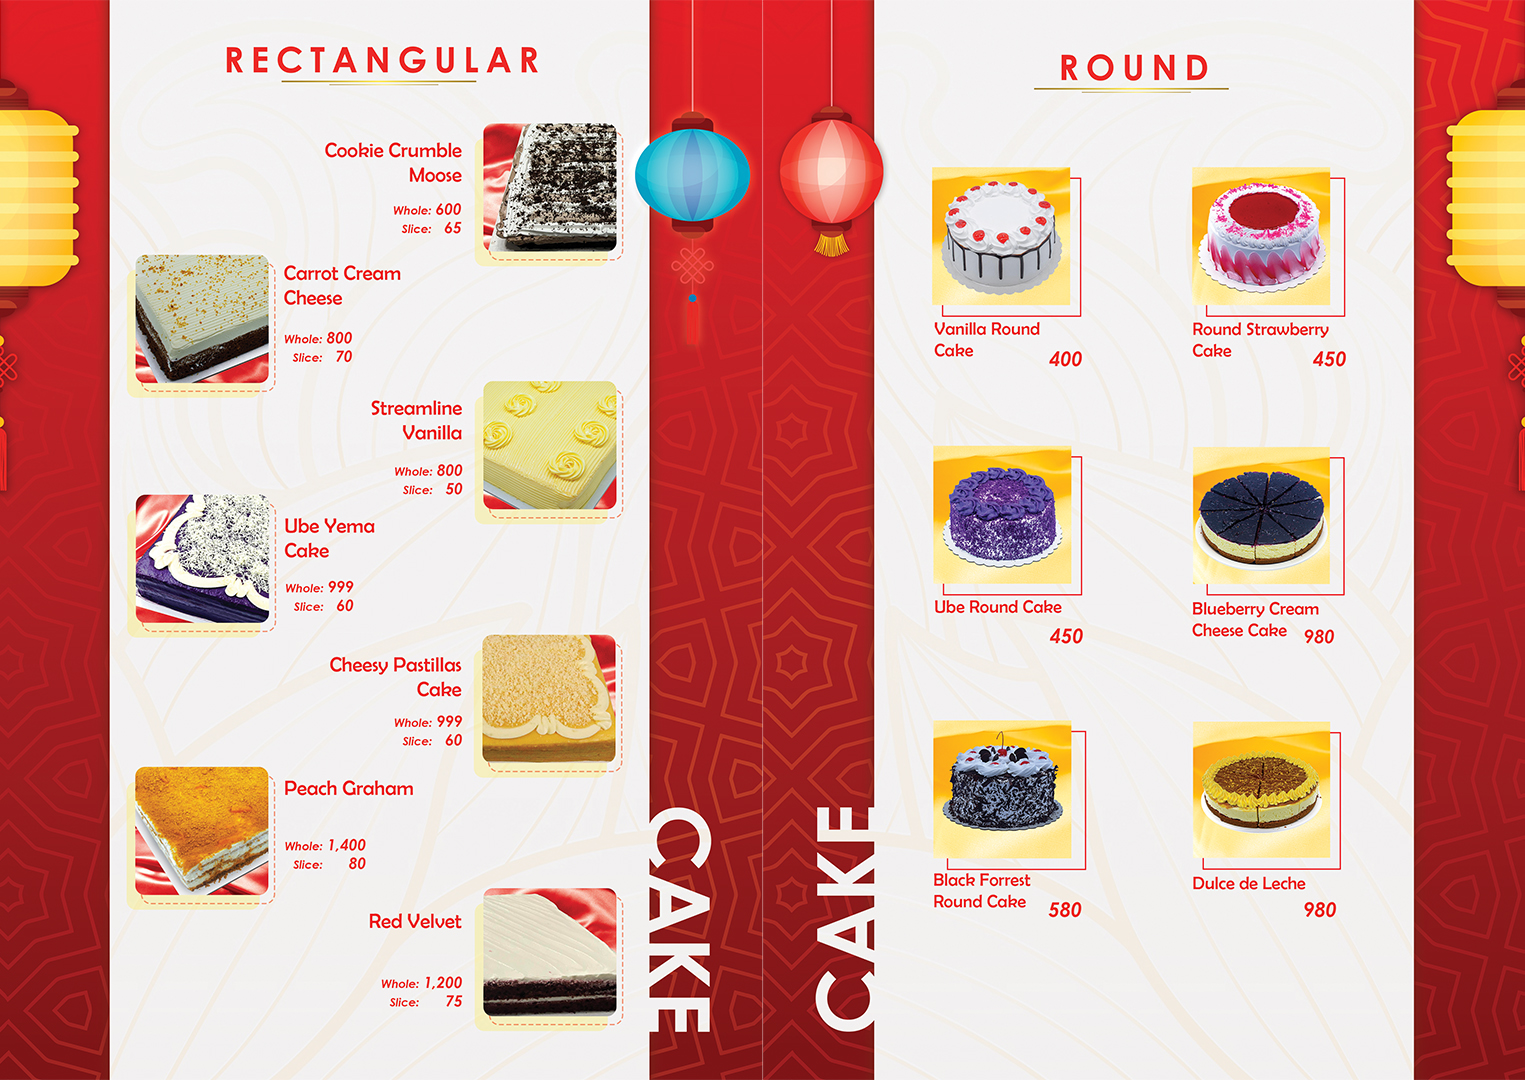 RECTANGULAR
Cookie Crumble
Moose
Whole: 600
Slice: 65
Carrot Cream
Cheese
Whole: 800
Slice: 70
Streamline
Vanilla
Whole: 800
Slice: 50
Ube Yema
Cake
Whole: 999
Slice: 60
Cheesy Pastillas
Cake
Whole: 999
Slice: 60
Peach Graham
Whole: 1,400
Slice: 80
Red Velvet
Whole: 1,200
Slice: 75
CAKE
CAKE
ROUND
Vanilla Round
Cake 400
Round Strawberry
Cake 450
Ube Round Cake
450
Blueberry Cream
Cheese Cake 980
Black Forrest
Round Cake 580
Dulce de Leche
980